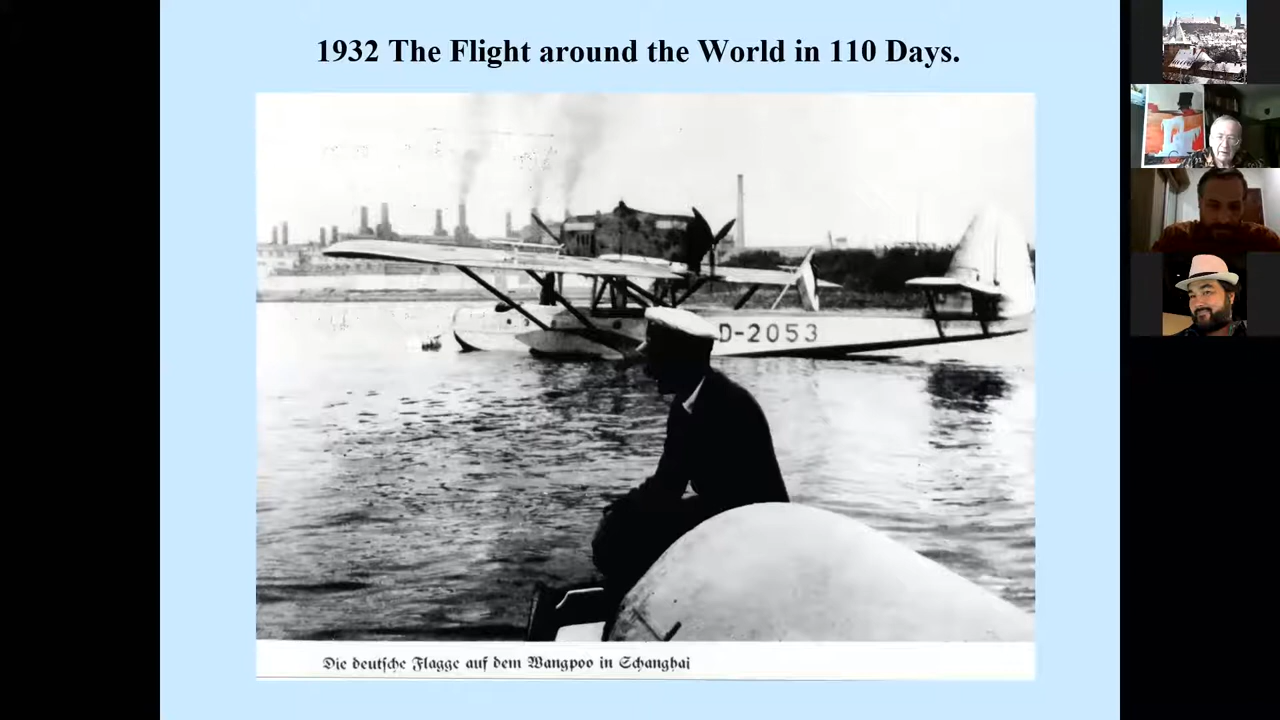 1932 The Flight around the World in 110 Days.
D-2053
Die deutsche Flagge auf dem Wangpoo in Schanghai